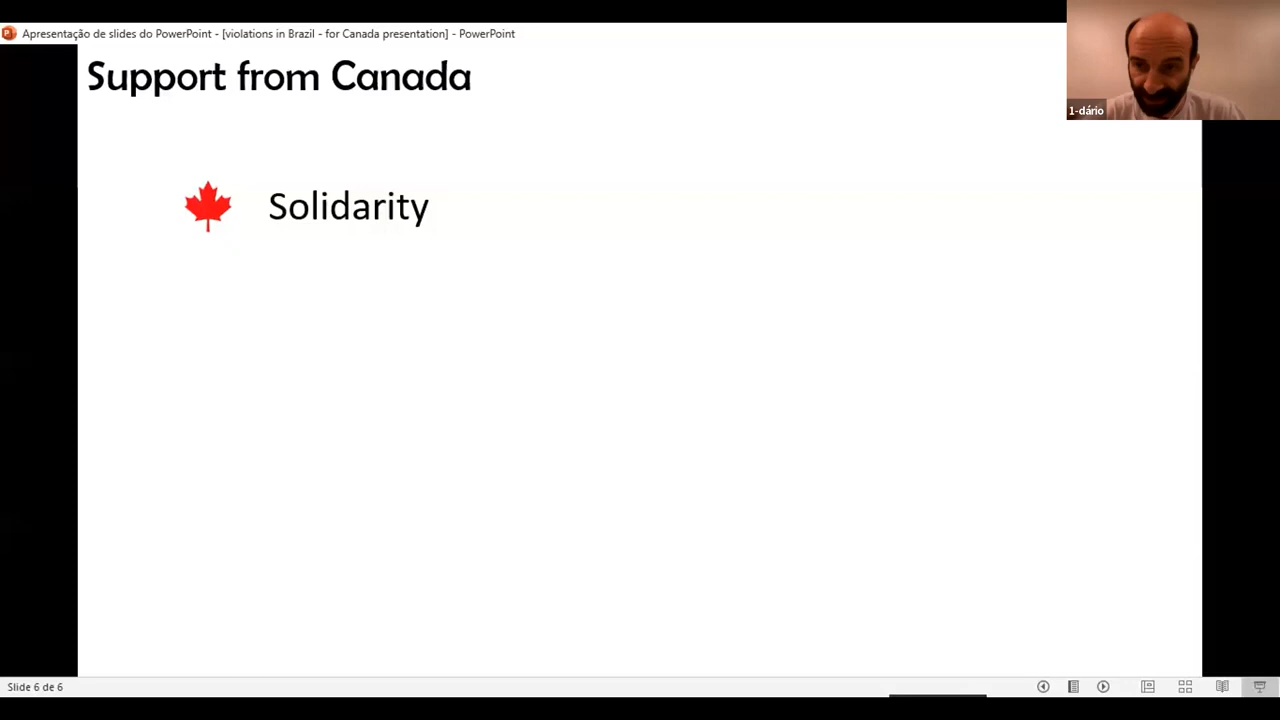 Apresentação de slides do PowerPoint - [violations in Brazil - for Canada presentation] - PowerPoint
Support from Canada
1-dário
Solidarity
Slide 6 de 6